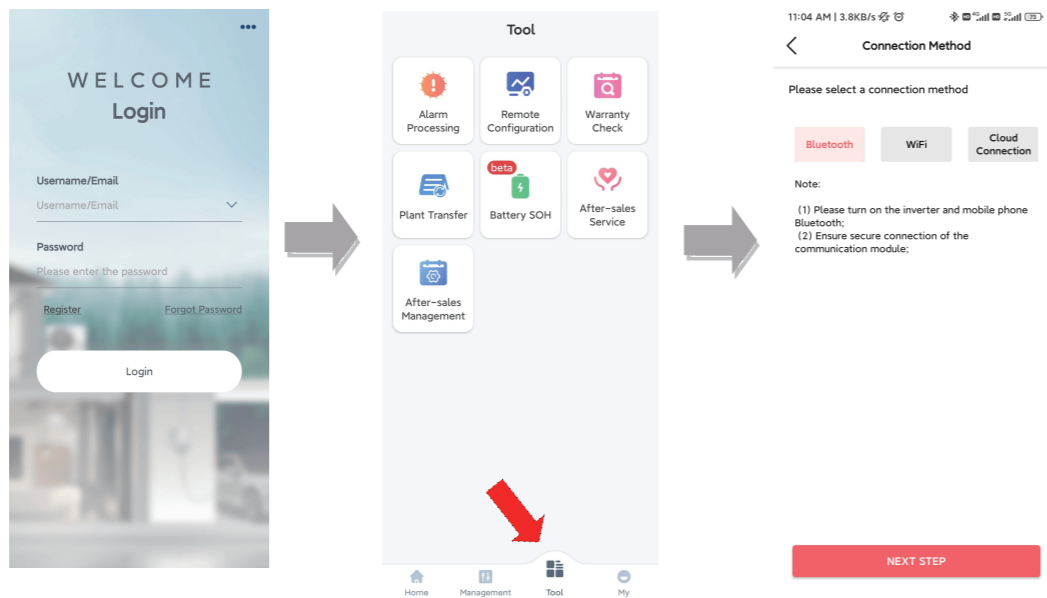 WELCOME
Login
Username/Email
Username/Email
Password
Please enter the password
Register Forgot Password
Login
Tool
Alarm
Processing
Remote
Configuration
Warranty
Check
Plant Transfer
beta
Battery SOH
After-sales
Service
After-sales
Management
Home Management Tool My
11:04 AM | 3.8KB/s
Connection Method
Please select a connection method
Bluetooth
WiFi
Cloud
Connection
Note:
(1) Please turn on the inverter and mobile phone
Bluetooth;
(2) Ensure secure connection of the
communication module;
NEXT STEP